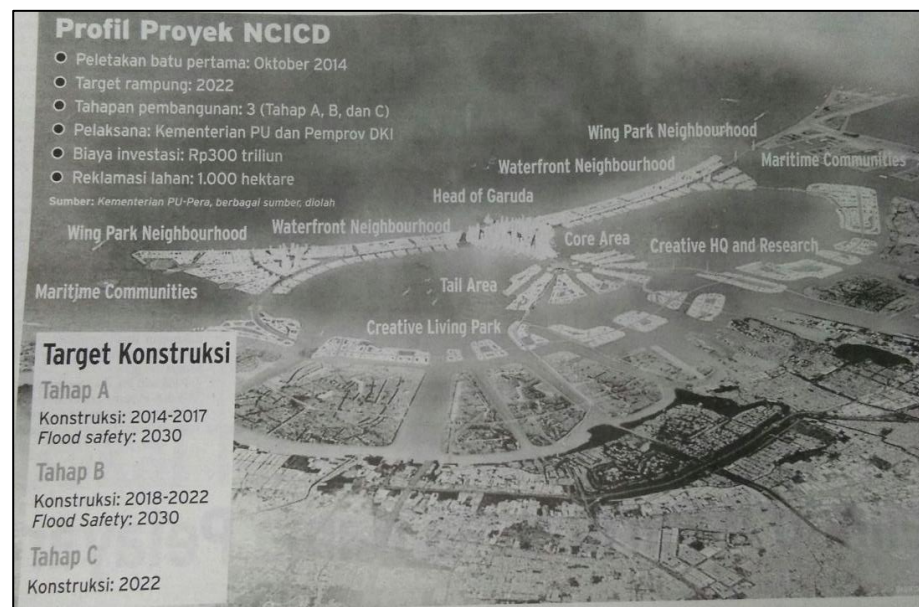 Profil Proyek NCICD
Peletakan batu pertama: Oktober 2014
Target rampung: 2022
Tahapan pembangunan: 3 (Tahap A, B, dan C)
Pelaksana: Kementerian PU dan Pemprov DKI
Biaya investasi: Rp300 triliun
Reklamasi lahan: 1.000 hektare
Sumber: Kementerian PU-Pera, berbagai sumber, diolah
Wing Park Neighbourhood
Maritime Communities
Waterfront Neighbourhood
Head of Garuda
Waterfront Neighbourhood
Wing Park Neighbourhood
Core Area
Creative HQ and Research
Maritime Communities
Tail Area
Creative Living Park
Target Konstruksi
Tahap A
Konstruksi: 2014-2017
Flood safety: 2030
Tahap B
Konstruksi: 2018-2022
Flood Safety: 2030
Tahap C
Konstruksi: 2022